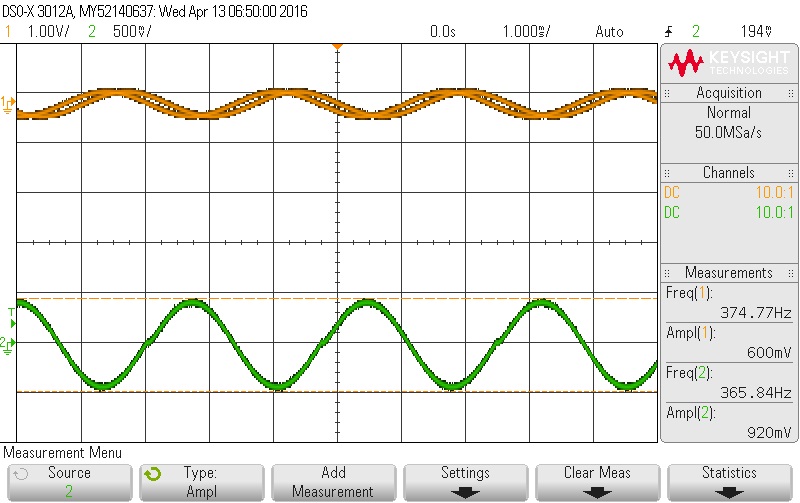 DSO-X 3012A, MY52140637: Wed Apr 13 06:50:00 2016
1 1.00V/ 2 500mV/ 0.0s 1.000ms/ Auto 2 194mV
KEYSIGHT
TECHNOLOGIES
Acquisition
Normal
50.0MSa/s
Channels
DC 10.0:1
DC 10.0:1
Measurements
Freq(1):
374.77Hz
Ampl(1):
600mV
Freq(2):
365.84Hz
Ampl(2):
920mV
1
T
2
Measurement Menu
Source
2
Type:
Ampl
Add
Measurement
Settings
Clear Meas
Statistics